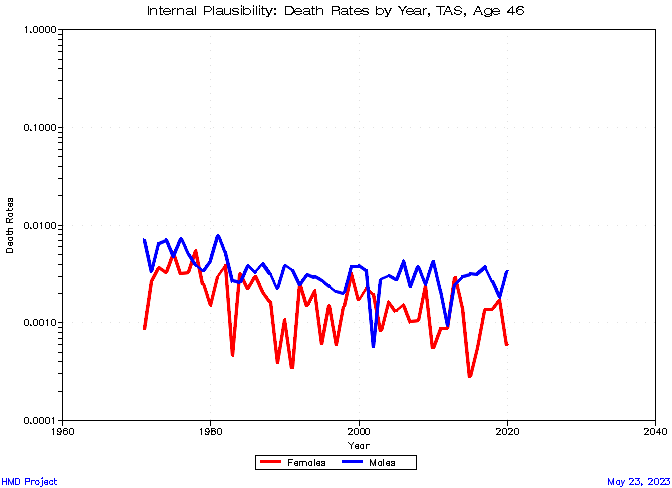 Internal Plausibility: Death Rates by Year, TAS, Age 46
1.0000
0.1000
0.0100
0.0010
0.0001
Death Rates
1960
1980
2000
2020
2040
Year
Females
Males
HMD Project
May 23, 2023